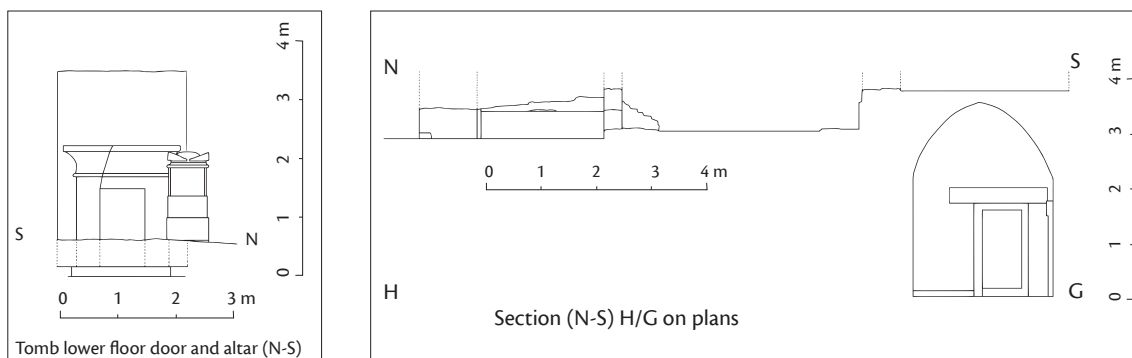 4 m
3
2
1
0
S
N
0 1 2 3 m
Tomb lower floor door and altar (N-S)
N
S
4 m
3
2
1
0
0 1 2 3 4 m
H
G
Section (N-S) H/G on plans